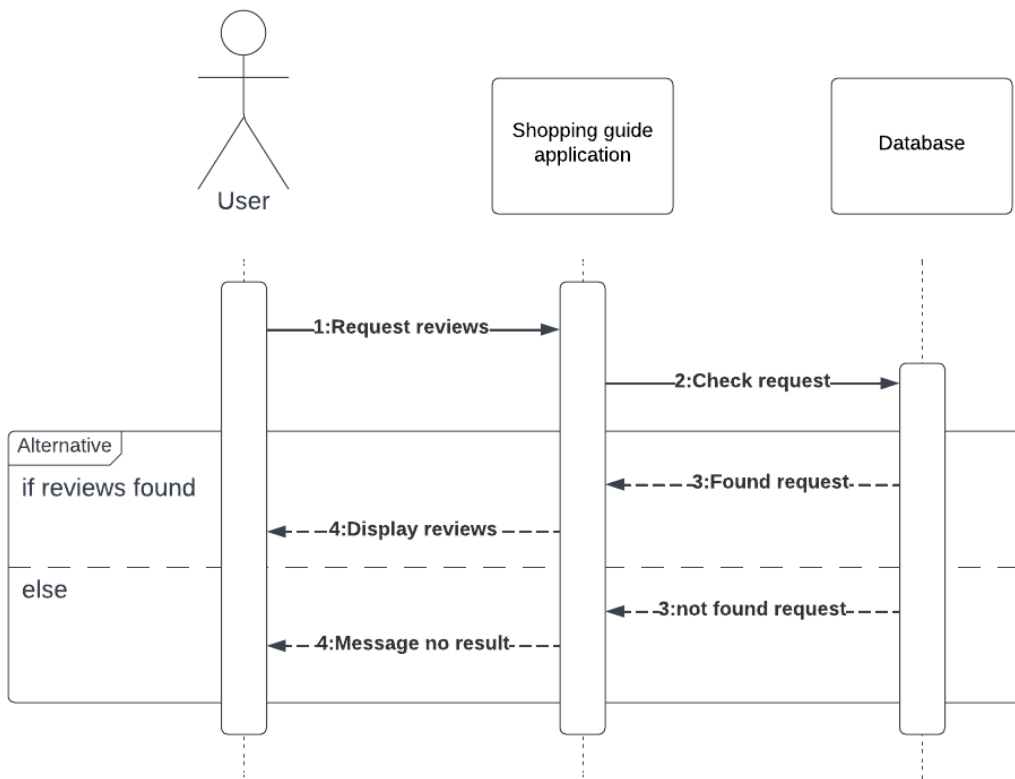 Shopping guide
application
Database
User
1:Request reviews
2:Check request
Alternative
if reviews found
3:Found request
4:Display reviews
else
3:not found request
4:Message no result